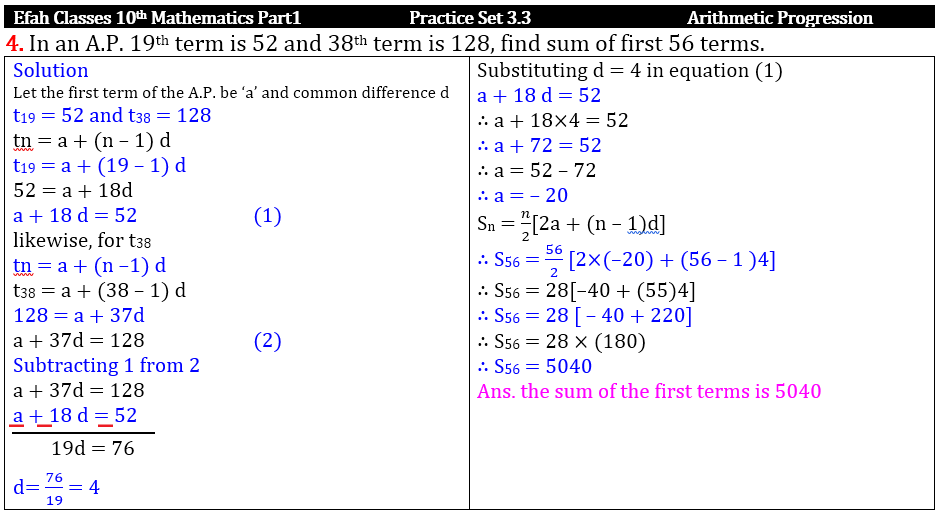 Efah Classes 10th Mathematics Part1 Practice Set 3.3 Arithmetic Progression
4. In an A.P. 19th term is 52 and 38th term is 128, find sum of first 56 terms.
Solution
Let the first term of the A.P. be ‘a’ and common difference d
t19 = 52 and t38 = 128
tn = a + (n – 1) d
t19 = a + (19 – 1) d
52 = a + 18d
a + 18 d = 52 (1)
likewise, for t38
tn = a + (n –1) d
t38 = a + (38 – 1) d
128 = a + 37d
a + 37d = 128 (2)
Subtracting 1 from 2
a + 37d = 128
a + 18 d = 52
19d = 76
d= 76/19 = 4
Substituting d = 4 in equation (1)
a + 18 d = 52
∴ a + 18×4 = 52
∴ a + 72 = 52
∴ a = 52 – 72
∴ a = – 20
Sn = n/2[2a + (n – 1)d]
∴ S56 = 56/2 [2×(–20) + (56 – 1 )4]
∴ S56 = 28[–40 + (55)4]
∴ S56 = 28 [ – 40 + 220]
∴ S56 = 28 × (180)
∴ S56 = 5040
Ans. the sum of the first terms is 5040